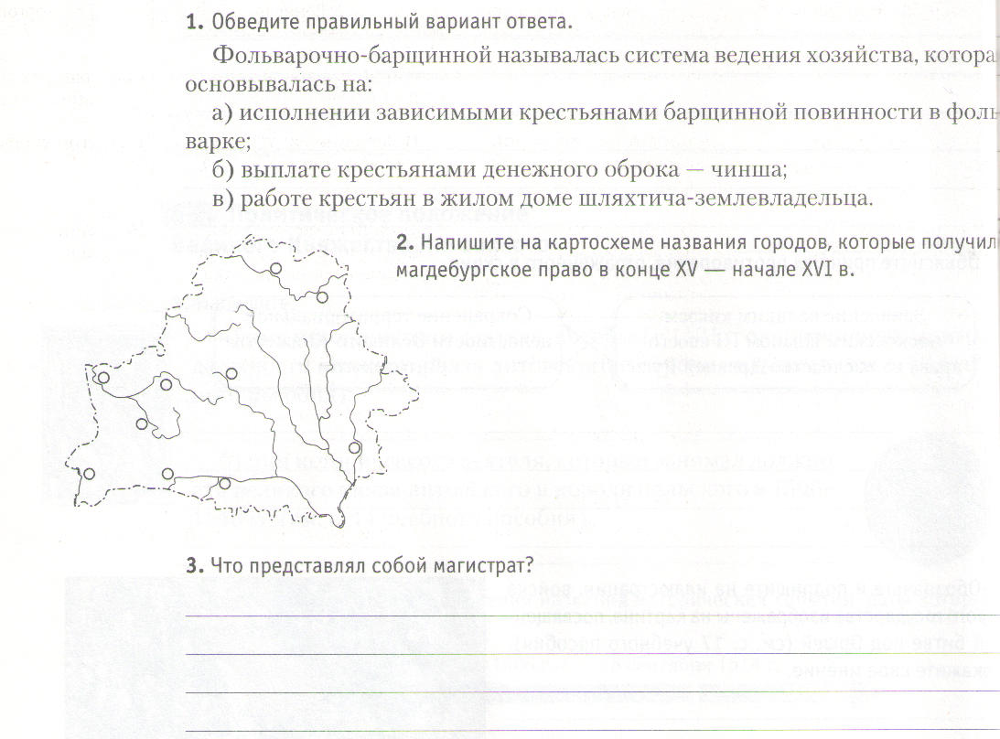 1. Обведите правильный вариант ответа.
Фольварочно-барщинной называлась система ведения хозяйства, котора
основывалась на:
а) исполнении зависимыми крестьянами барщинной повинности в фоль
варке;
б) выплате крестьянами денежного оброка — чинша;
в) работе крестьян в жилом доме шляхтича-землевладельца.
2. Напишите на картосхеме названия городов, которые получил
магдебургское право в конце XV — начале XVI в.
3. Что представлял собой магистрат?